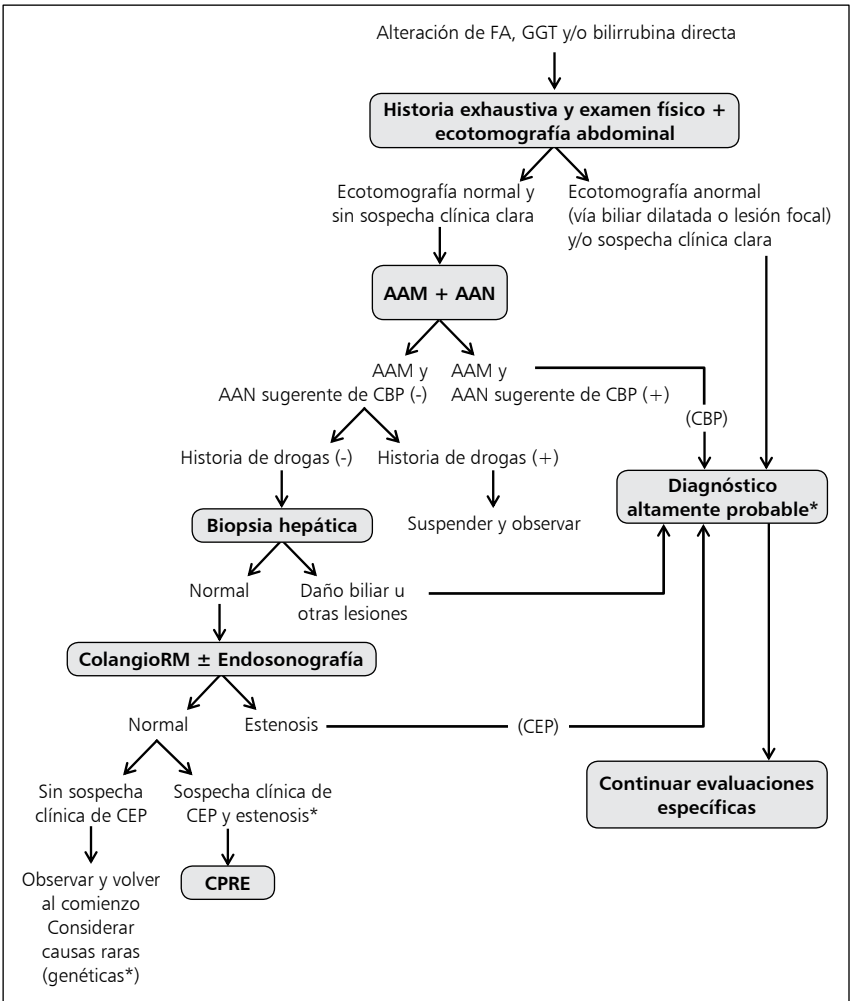 Alteración de FA, GGT y/o bilirrubina directa
Historia exhaustiva y examen físico +
ecotomografía abdominal
Ecotomografía normal y
sin sospecha clínica clara
Ecotomografía anormal
(vía biliar dilatada o lesión focal)
y/o sospecha clínica clara
AAM + AAN
AAM y
AAN sugerente de CBP (-)
AAM y
AAN sugerente de CBP (+)
(CBP)
Historia de drogas (-)
Historia de drogas (+)
Diagnóstico
altamente probable*
Biopsia hepática
Suspender y observar
Normal
Daño biliar u
otras lesiones
ColangioRM ± Endosonografía
Normal
Estenosis
(CEP)
Sin sospecha
clínica de CEP
Sospecha clínica de
CEP y estenosis*
Continuar evaluaciones
específicas
Observar y volver
al comienzo
Considerar
causas raras
(genéticas*)
CPRE